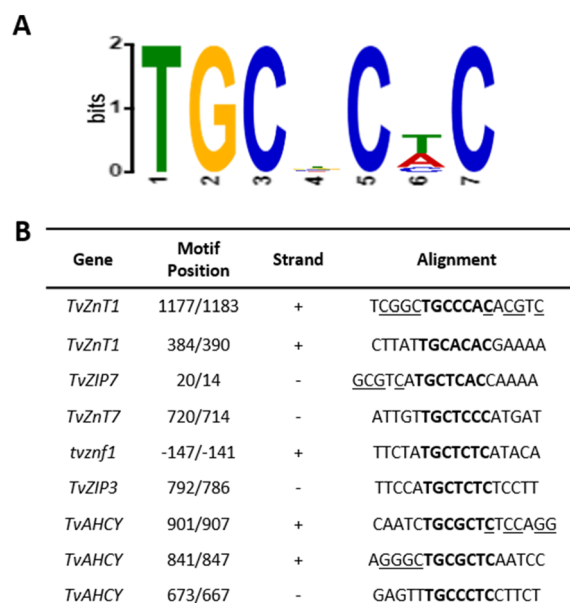 A
2
bits
1
0
TGC CTC
A
C
1 2 3 4 5 6 7
B
Gene Motif Position Strand Alignment
TvZnT1 1177/1183 + TCGGCTGCCCACACGTC
TvZnT1 384/390 + CTTATTGCACACGAAAA
TvZIP7 20/14 - GCGTCATGCTCACCAAAA
TvZnT7 720/714 - ATTGTTGCTCCCATGAT
tvznf1 -147/-141 + TTCTATGCTCTCATACA
TvZIP3 792/786 - TTCCATGCTCTCTCCTT
TvAHCY 901/907 + CAATCTGCGCTCTCCAGG
TvAHCY 841/847 + AGGGCTGCGCTCAATCC
TvAHCY 673/667 - GAGTTTGCCCTCCTTCT